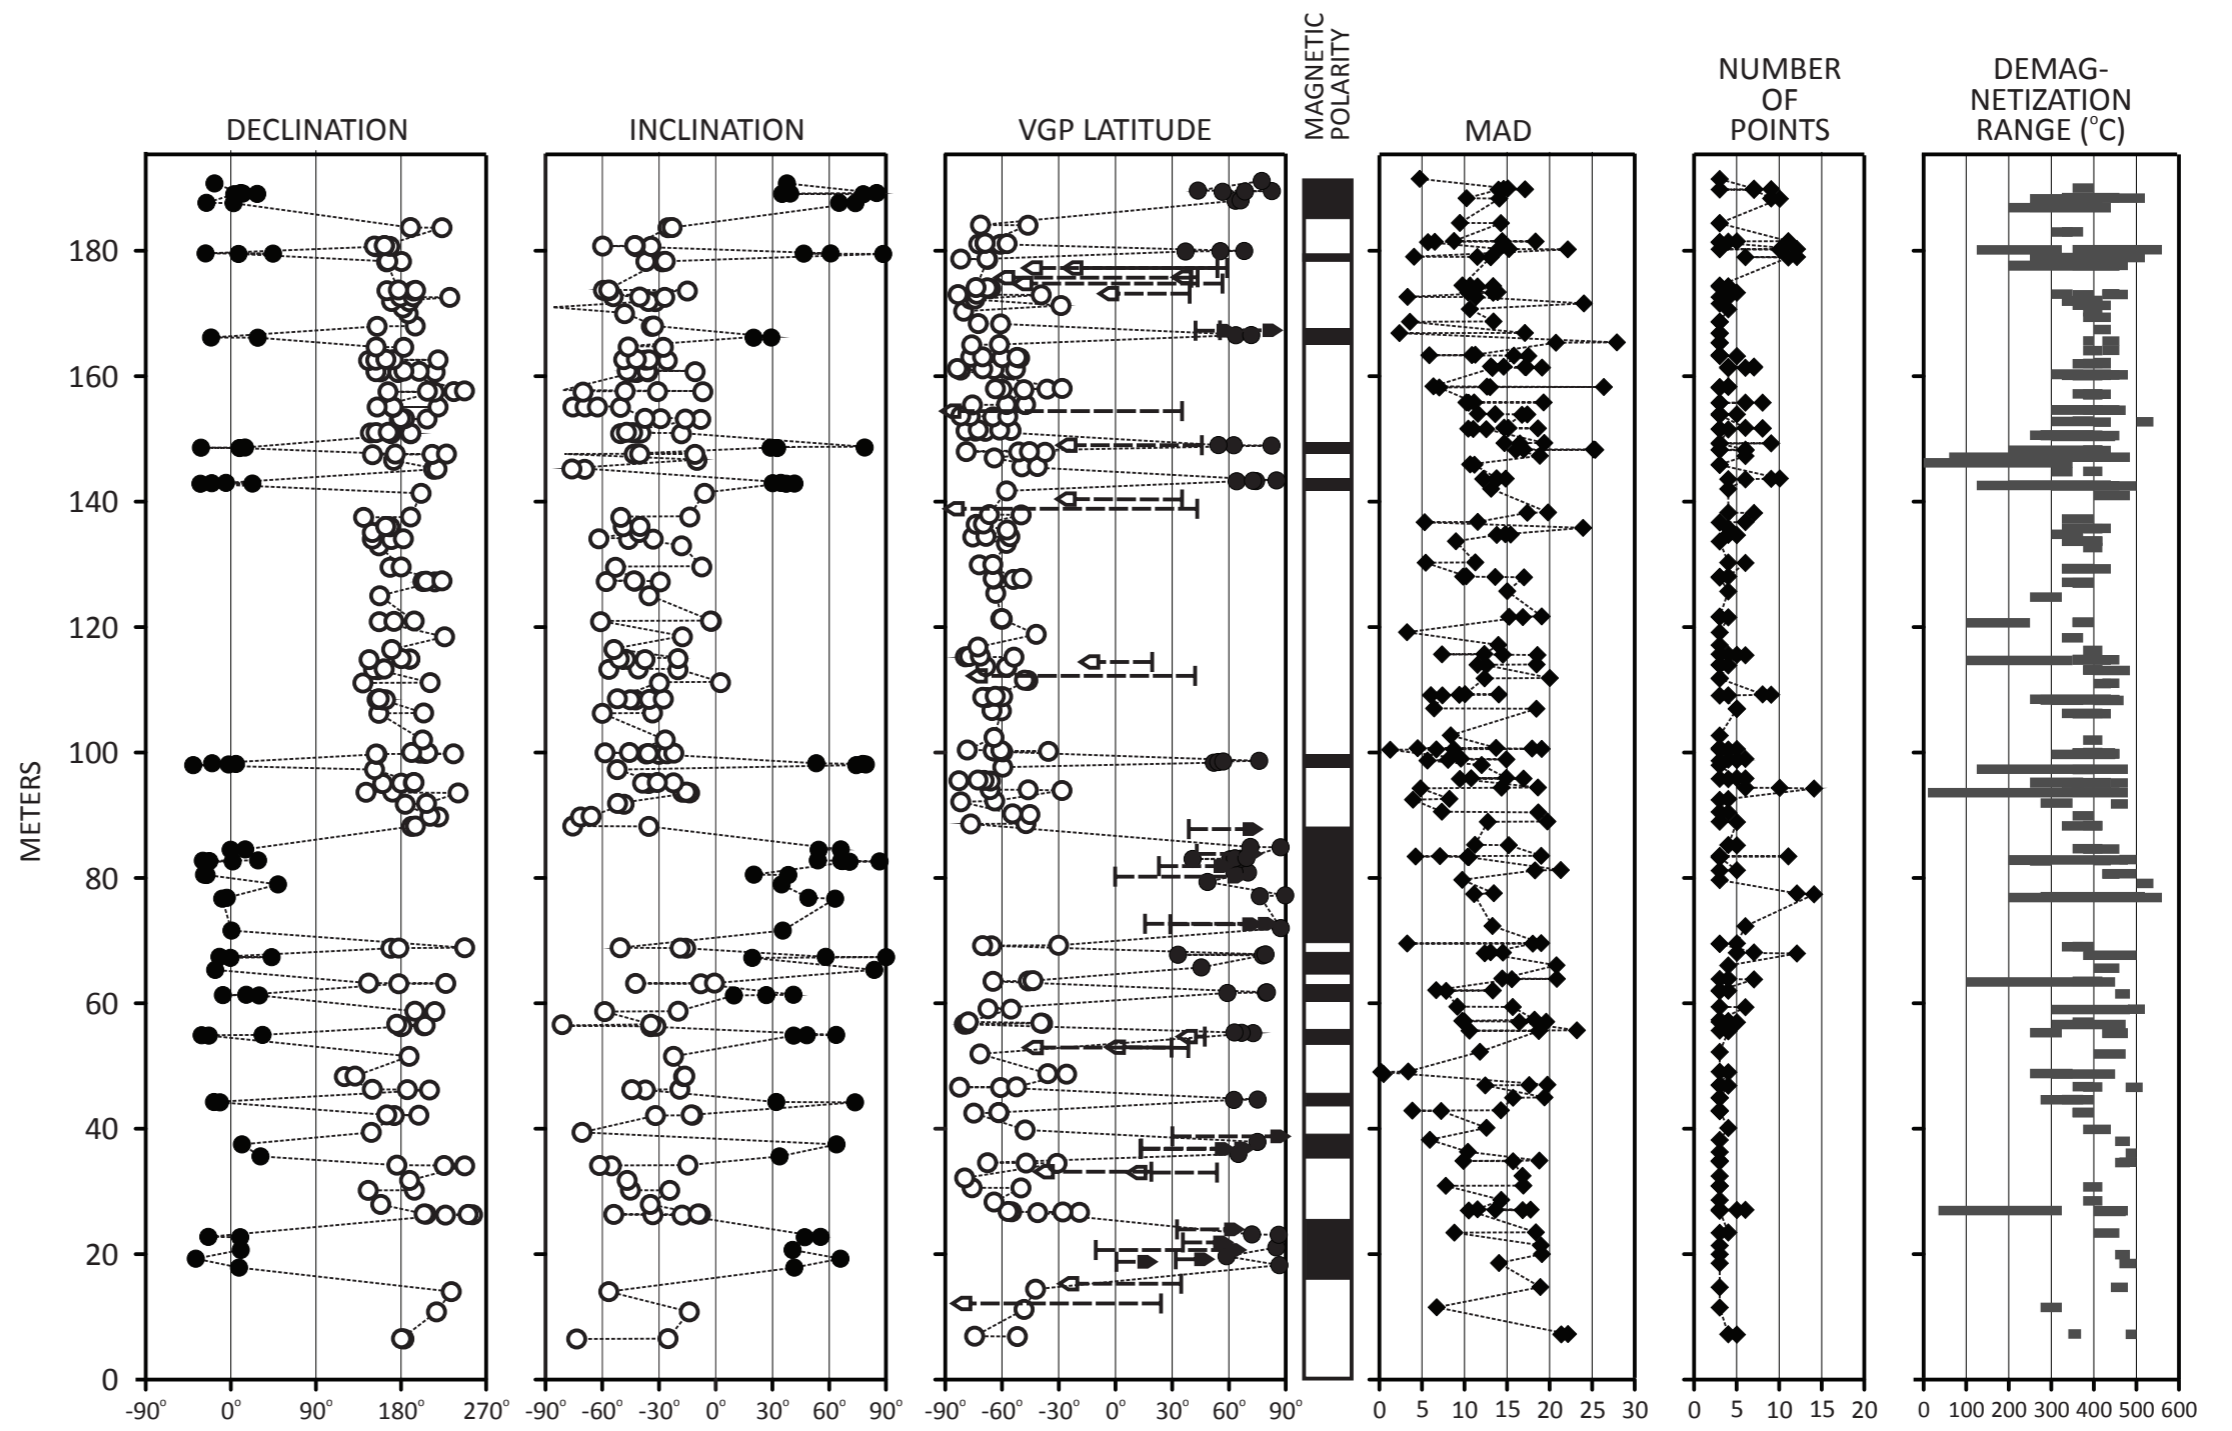 DECLINATION
INCLINATION
VGP LATITUDE
MAGNETIC
POLARITY
MAD
NUMBER
OF
POINTS
DEMAG-
NETIZATION
RANGE (°C)
METERS
180
160
140
120
100
80
60
40
20
0
-90° 0° 90° 180° 270°
-90° -60° -30° 0° 30° 60° 90°
-90° -60° -30° 0° 30° 60° 90°
0 5 10 15 20 30
0 5 10 15 20
0 100 200 300 400 500 600